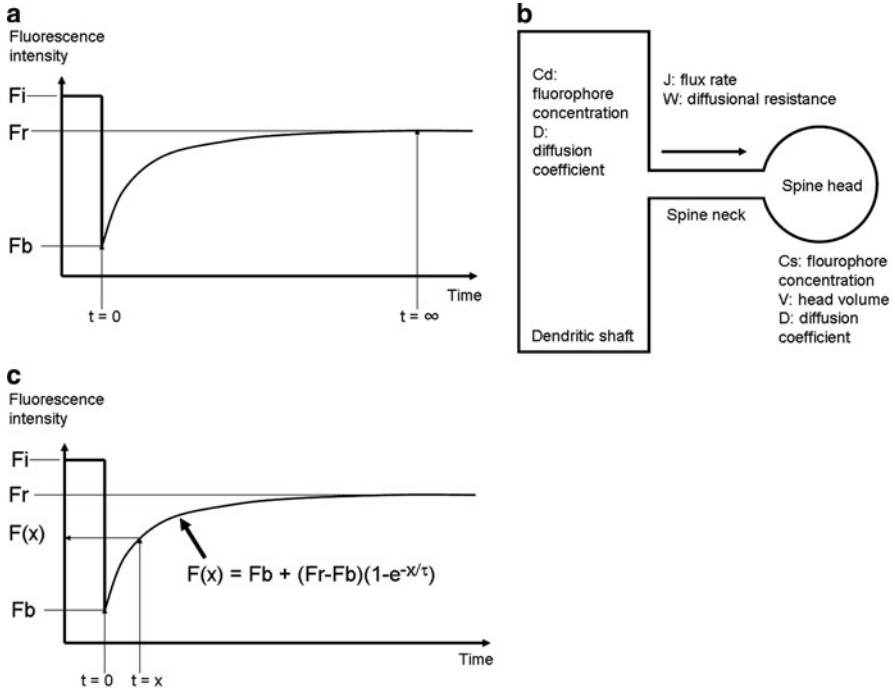 a
Fluorescence
intensity
Fi
Fr
Fb
Time
t = 0
t = ∞
b
Cd:
fluorophore
concentration
D:
diffusion
coefficient
J: flux rate
W: diffusional resistance
Spine head
Spine neck
Cs: flourophore
concentration
V: head volume
D: diffusion
coefficient
Dendritic shaft
c
Fluorescence
intensity
Fi
Fr
F(x)
F(x) = Fb + (Fr-Fb)(1-e-x/τ)
Fb
Time
t = 0
t = x